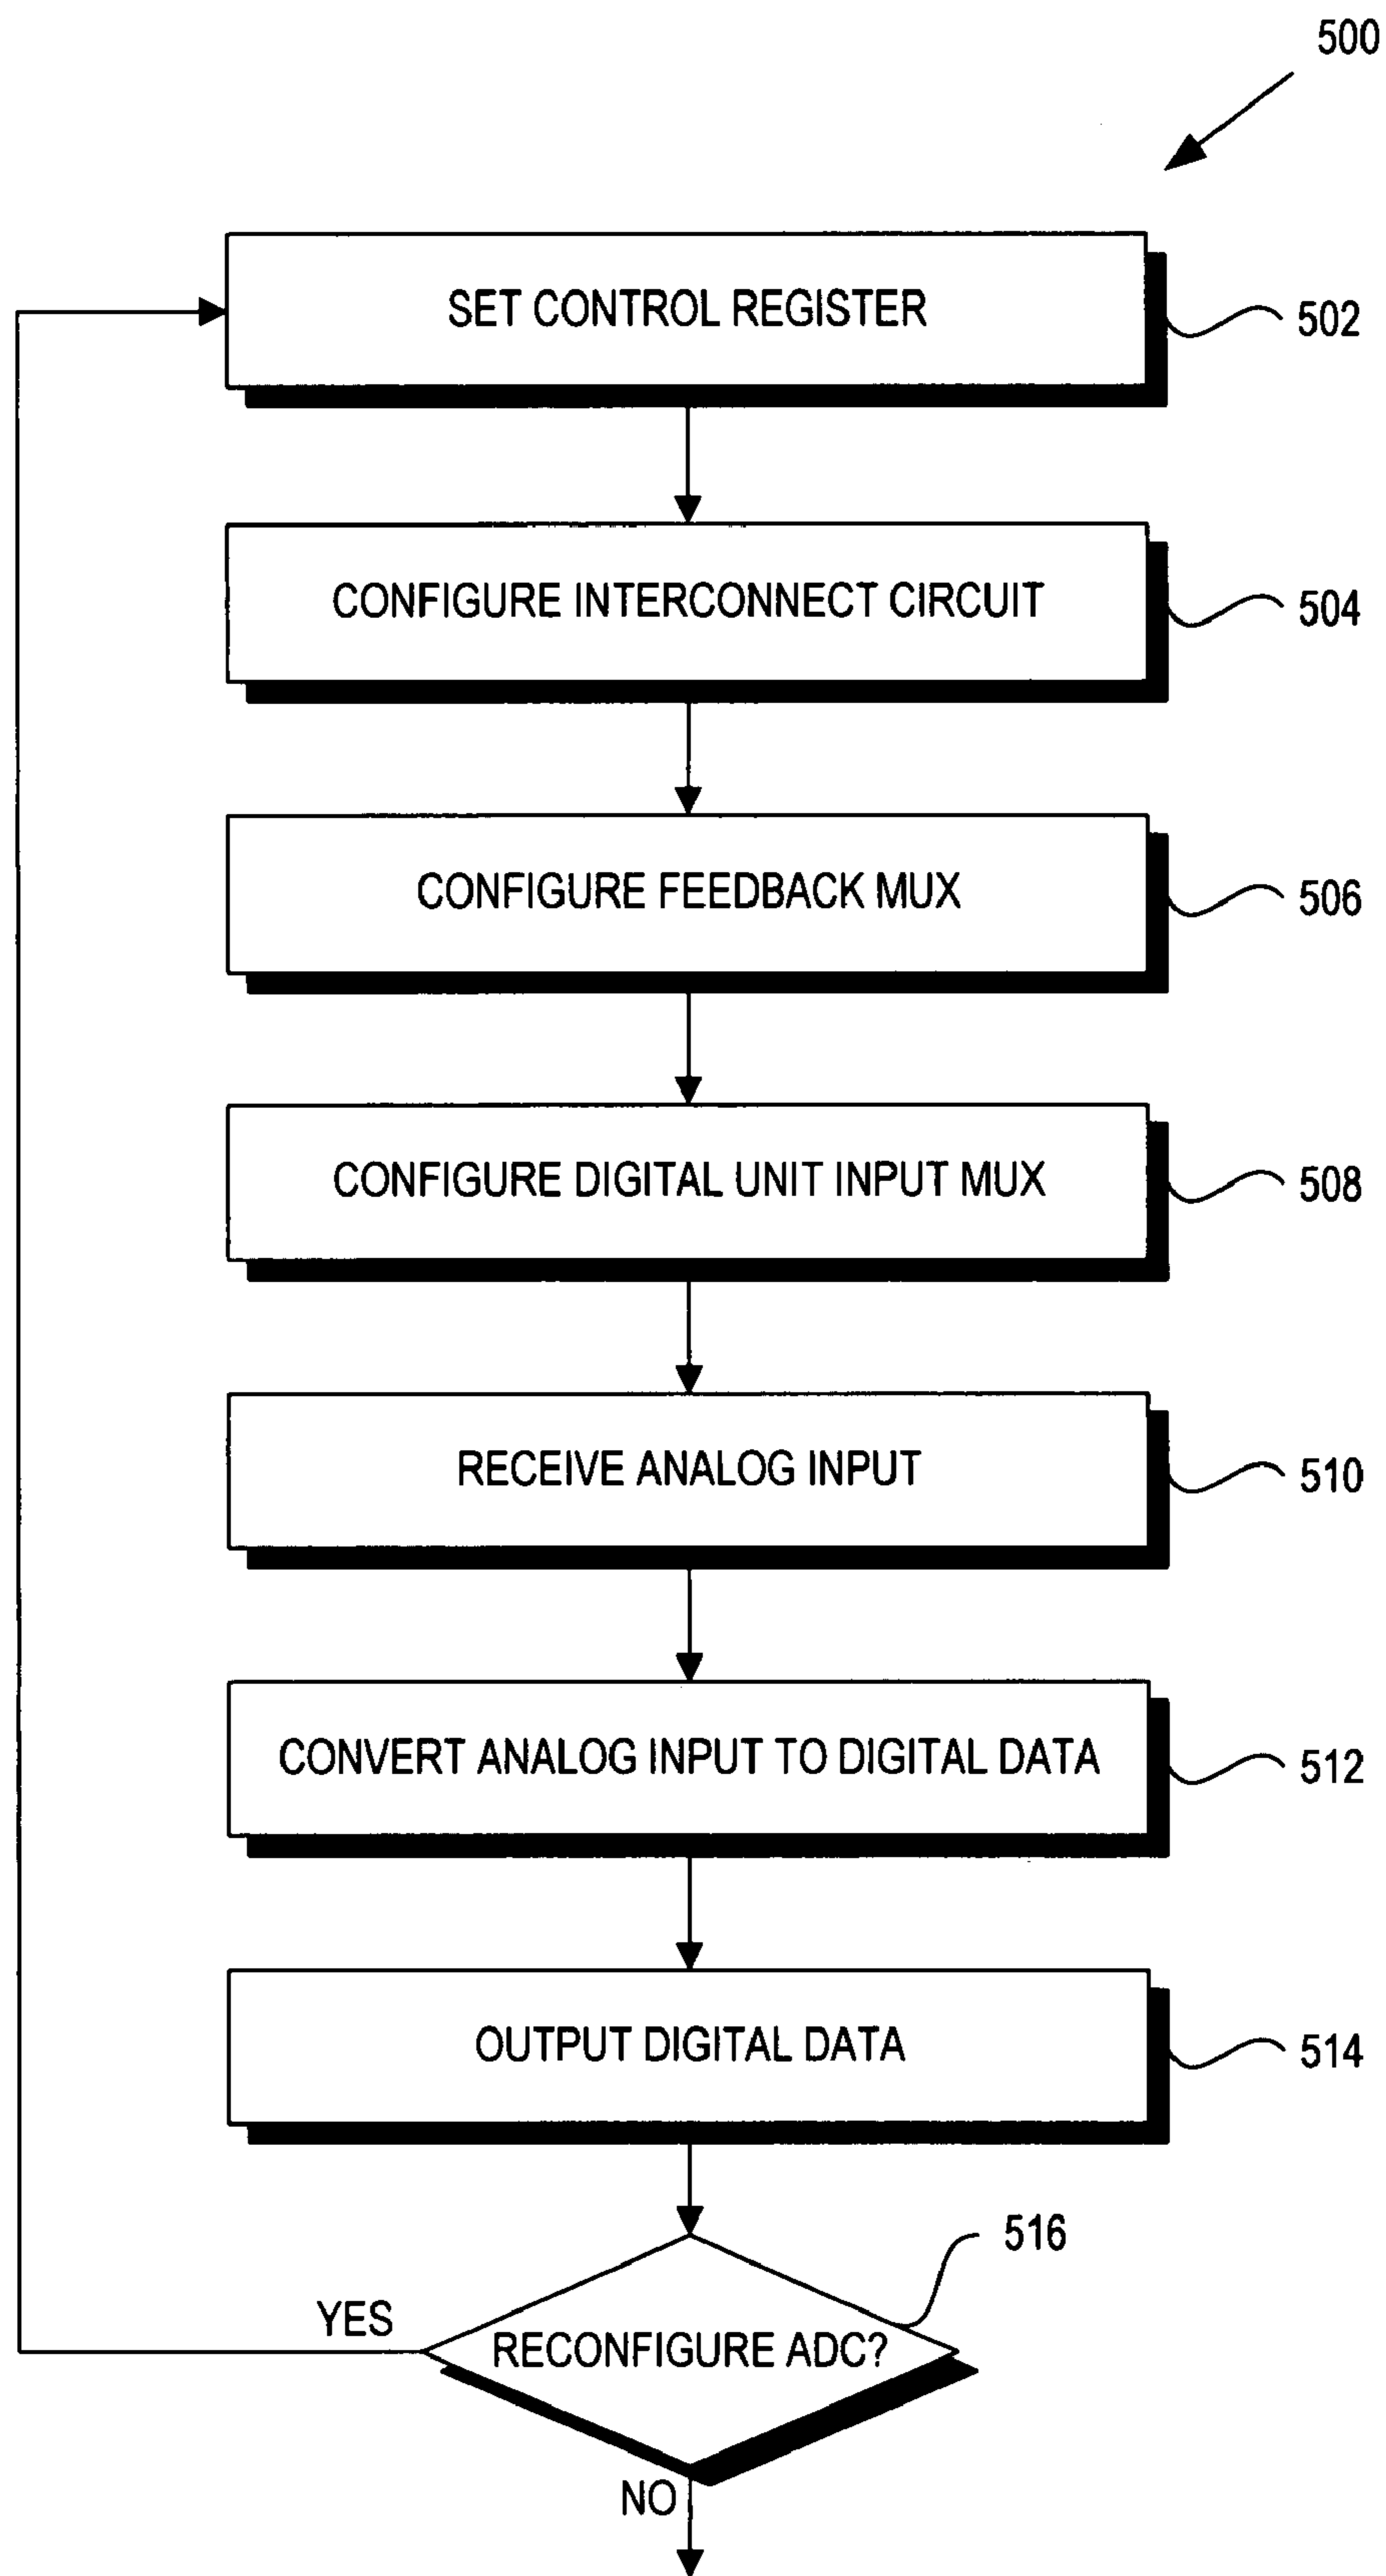 500
SET CONTROL REGISTER
502
CONFIGURE INTERCONNECT CIRCUIT
504
CONFIGURE FEEDBACK MUX
506
CONFIGURE DIGITAL UNIT INPUT MUX
508
RECEIVE ANALOG INPUT
510
CONVERT ANALOG INPUT TO DIGITAL DATA
512
OUTPUT DIGITAL DATA
514
516
YES
RECONFIGURE ADC?
NO